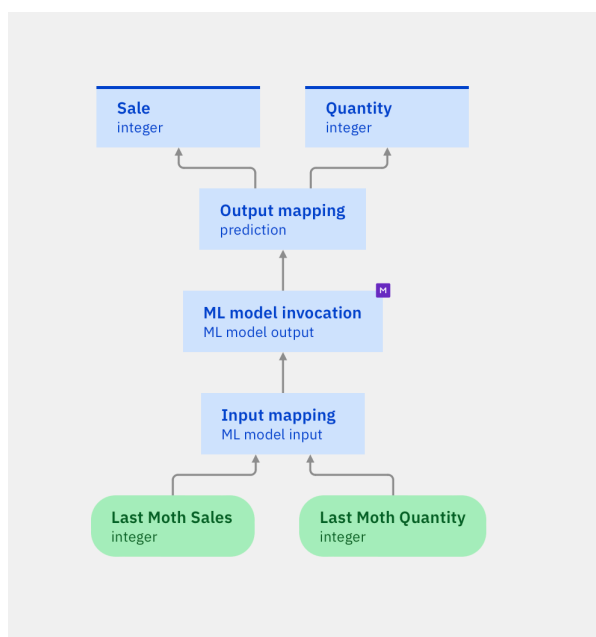 Sale
integer
Quantity
integer
Output mapping
prediction
M
ML model invocation
ML model output
Input mapping
ML model input
Last Moth Sales
integer
Last Moth Quantity
integer